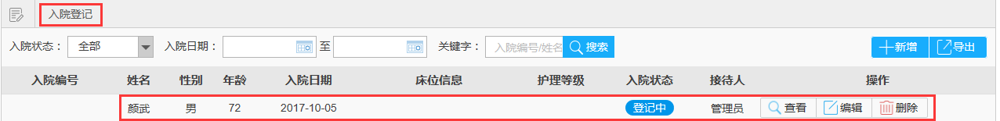 入院登记
入院状态： 全部 入院日期： 至 关键字： 入院编号/姓名 搜索 新增 导出
入院编号 姓名 性别 年龄 入院日期 床位信息 护理等级 入院状态 接待人 操作
颜武 男 72 2017-10-05 登记中 管理员 查看 编辑 删除